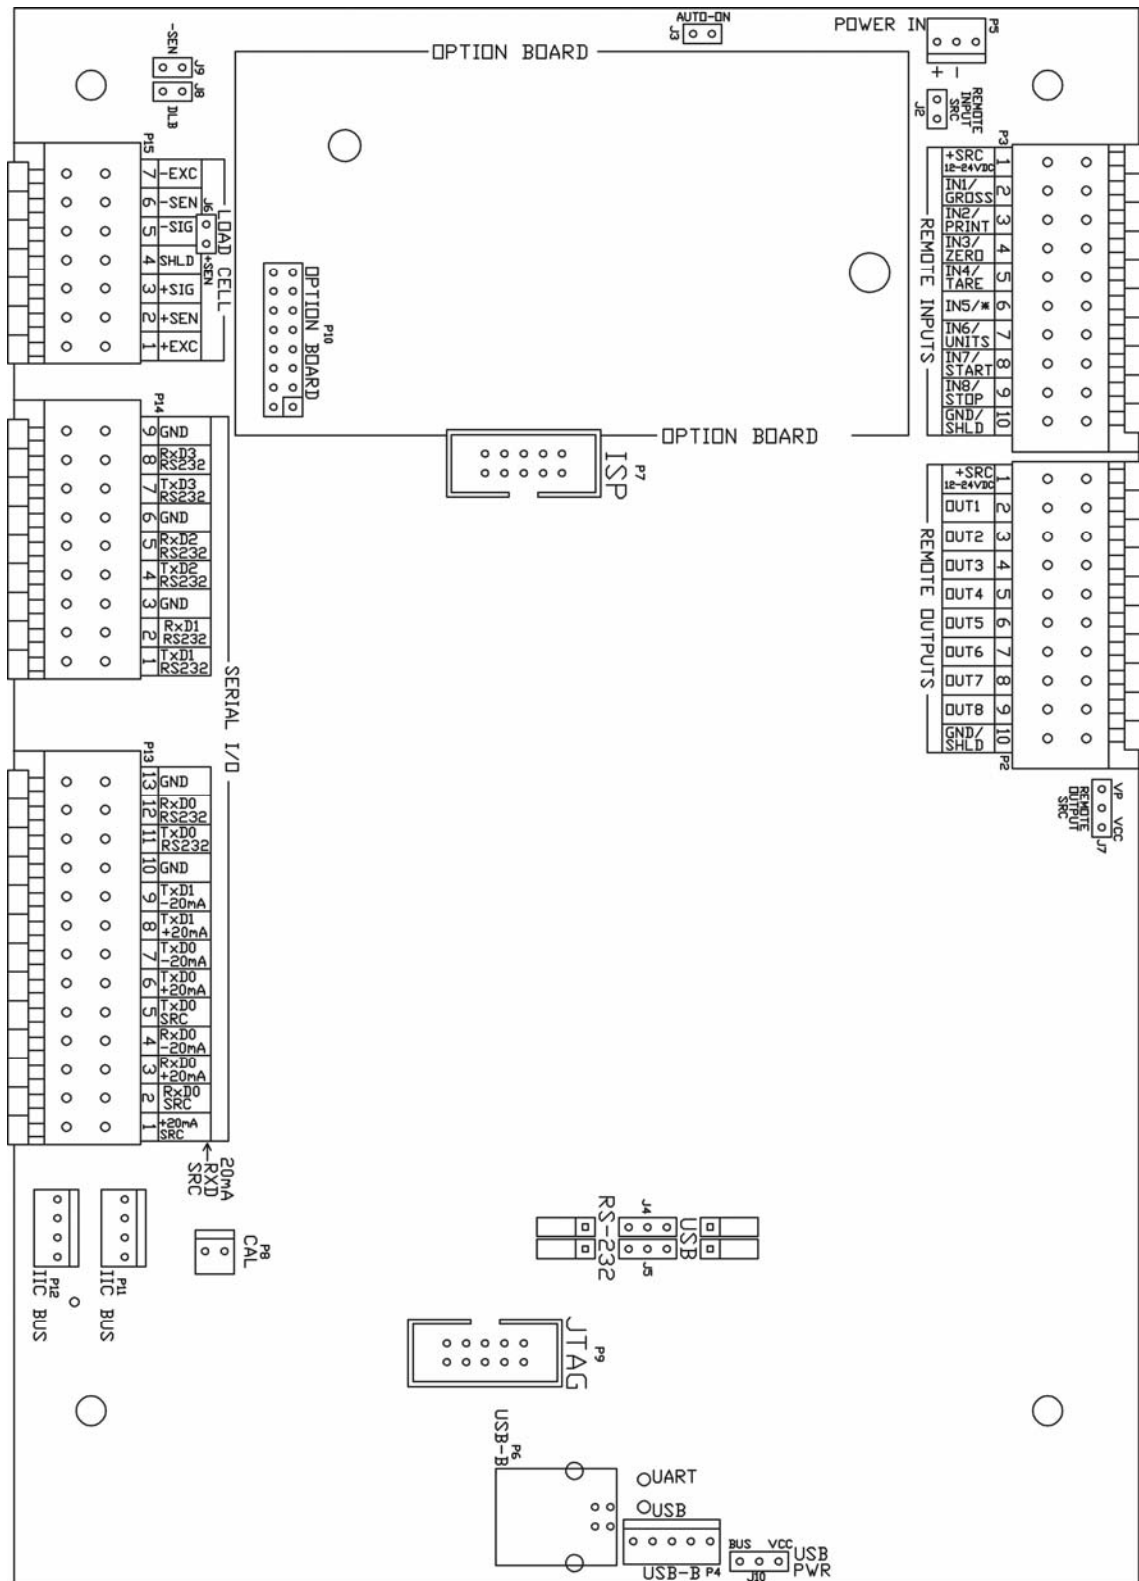 AUTO-ON
J3
POWER IN
P5
+ -
-SEN
J9
J8
DLB
OPTION BOARD
J2
REMOTE
INPUT
SRC
P15
7 -EXC
6 -SEN
5 -SIG
4 SHLD
3 +SIG
2 +SEN
1 +EXC
J6
+SEN
LOAD CELL
P10
OPTION BOARD
P3
1 +SRC
12-24VDC
2 IN1/
GROSS
3 IN2/
PRINT
4 IN3/
ZERO
5 IN4/
TARE
6 IN5/*
7 IN6/
UNITS
8 IN7/
START
9 IN8/
STOP
10 GND/
SHLD
REMOTE INPUTS
OPTION BOARD
P7
ISP
P14
9 GND
8 RxD3
RS232
7 TxD3
RS232
6 GND
5 RxD2
RS232
4 TxD2
RS232
3 GND
2 RxD1
RS232
1 TxD1
RS232
SERIAL I/O
+SRC 1
12-24VDC
OUT1 2
OUT2 3
OUT3 4
OUT4 5
OUT5 6
OUT6 7
OUT7 8
OUT8 9
GND/ 10
SHLD
P2
REMOTE OUTPUTS
VP VCC
J7
REMOTE
OUTPUT
SRC
P13
13 GND
12 RxD0
RS232
11 TxD0
RS232
10 GND
9 TxD1
-20mA
8 TxD1
+20mA
7 TxD0
-20mA
6 TxD0
+20mA
5 TxD0
SRC
4 RxD0
-20mA
3 RxD0
+20mA
2 RxD0
SRC
1 +20mA
SRC
20mA
RXD
SRC
P12
IIC BUS
P11
IIC BUS
P8
CAL
RS-232
J4
J5
USB
P9
JTAG
P6
USB-B
UART
USB
USB-B P4
BUS VCC
J10
USB
PWR